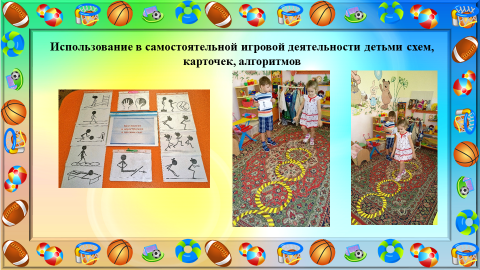 Использование в самостоятельной игровой деятельности детьми схем,
карточек, алгоритмов